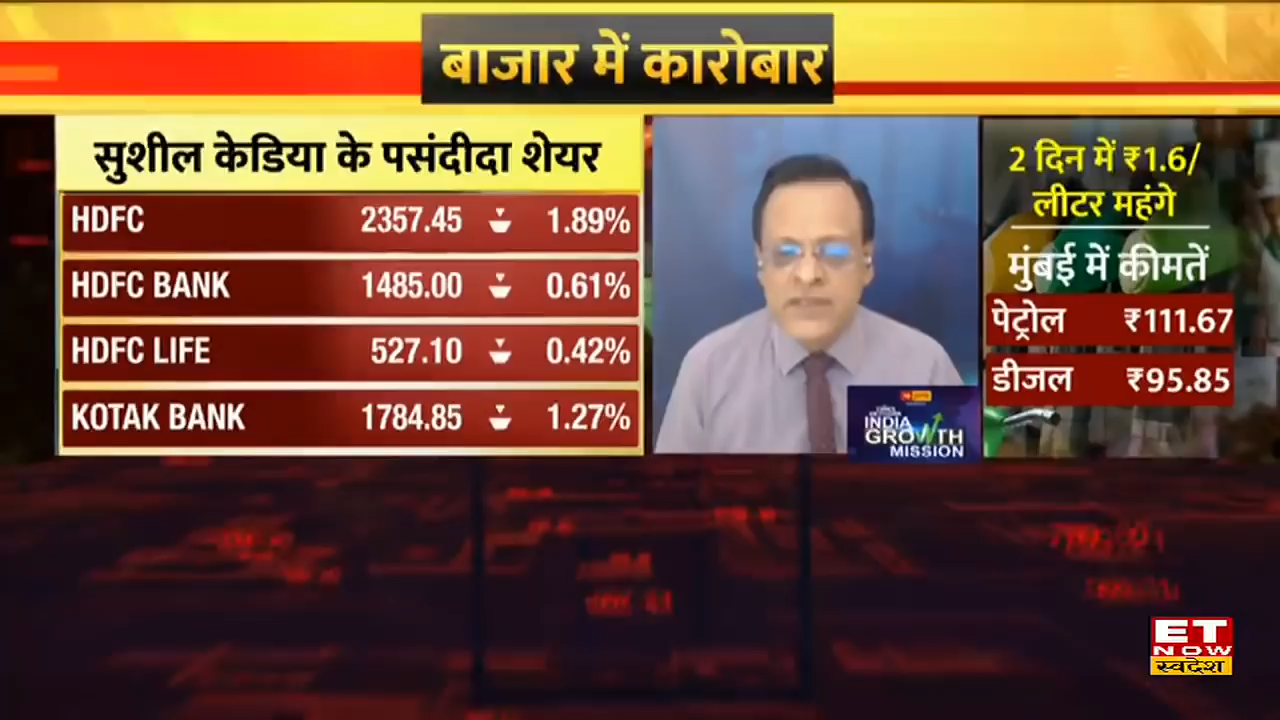 बाजार में कारोबार
सुशील केडिया के पसंदीदा शेयर
HDFC 2357.45 1.89%
HDFC BANK 1485.00 0.61%
HDFC LIFE 527.10 0.42%
KOTAK BANK 1784.85 1.27%
INDIA
GROWTH
MISSION
2 दिन में ₹1.6/
लीटर महंगे
मुंबई में कीमतें
पेट्रोल ₹111.67
डीजल ₹95.85
ET
NOW
स्वदेश